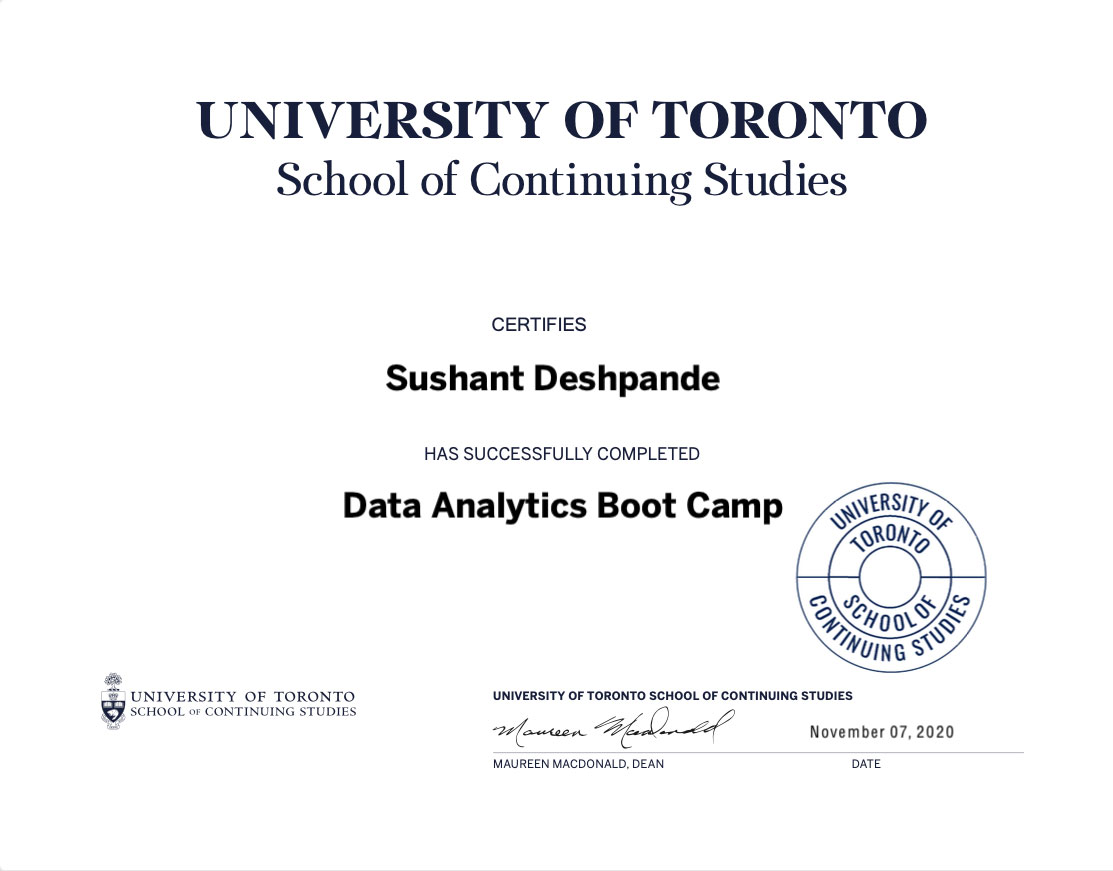 UNIVERSITY OF TORONTO
School of Continuing Studies
CERTIFIES
Sushant Deshpande
HAS SUCCESSFULLY COMPLETED
Data Analytics Boot Camp
UNIVERSITY OF
TORONTO
SCHOOL OF
CONTINUING STUDIES
UNIVERSITY OF TORONTO
SCHOOL OF CONTINUING STUDIES
UNIVERSITY OF TORONTO SCHOOL OF CONTINUING STUDIES
Maureen Macdonald
November 07, 2020
MAUREEN MACDONALD, DEAN
DATE